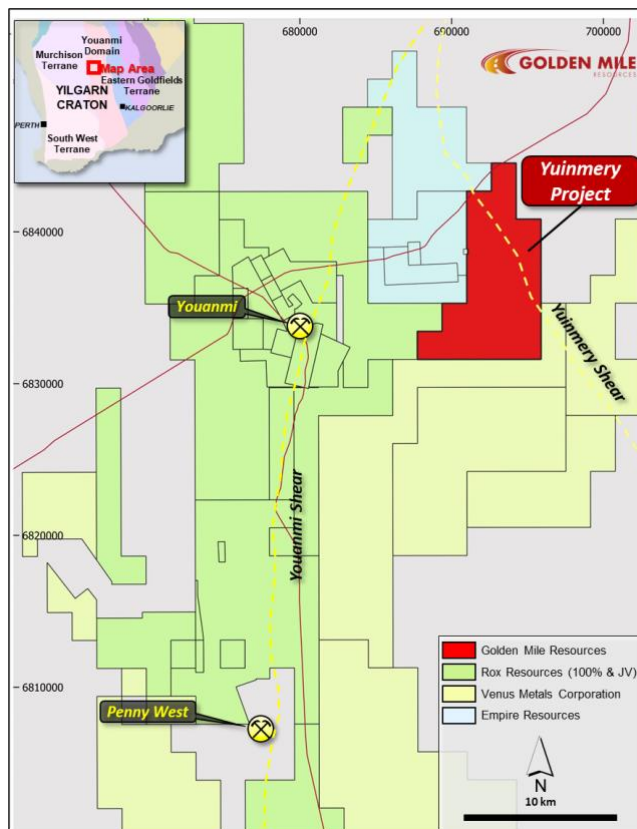 680000
690000
700000
GOLDEN MILE
RESOURCES
Youanmi
Domain
Murchison
Terrane
Map Area
Eastern Goldfields
Terrane
YILGARN
CRATON
KALGOORLIE
PERTH
South West
Terrane
Yuinmery
Project
6840000
Youanmi
Yuinmery Shear
6830000
Youanmi Shear
6820000
6810000
Penny West
Golden Mile Resources
Rox Resources (100% & JV)
Venus Metals Corporation
Empire Resources
N
10 km